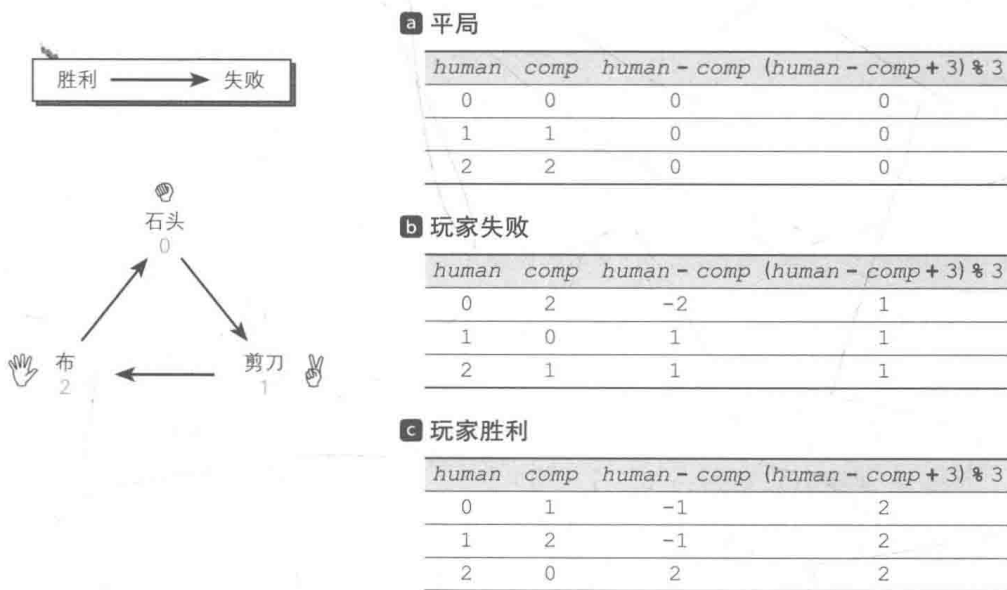 胜利 失败
石头
0
布
2
剪刀
1
a 平局
human comp human - comp (human - comp + 3) % 3
0 0 0 0
1 1 0 0
2 2 0 0
b 玩家失败
human comp human - comp (human - comp + 3) % 3
0 2 -2 1
1 0 1 1
2 1 1 1
c 玩家胜利
human comp human - comp (human - comp + 3) % 3
0 1 -1 2
1 2 -1 2
2 0 2 2